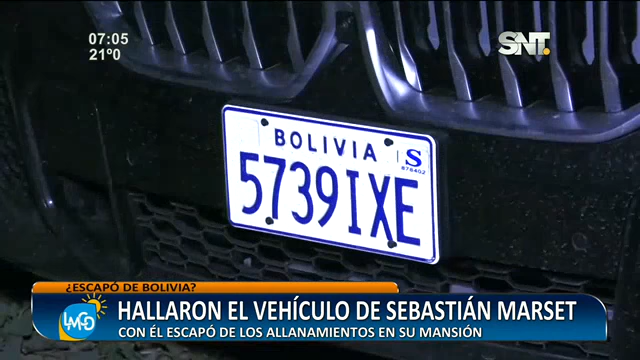 07:05
21°0
SNT.
BOLIVIA
S
876402
5739IXE
¿ESCAPÓ DE BOLIVIA?
HALLARON EL VEHÍCULO DE SEBASTIÁN MARSET
CON ÉL ESCAPÓ DE LOS ALLANAMIENTOS EN SU MANSIÓN